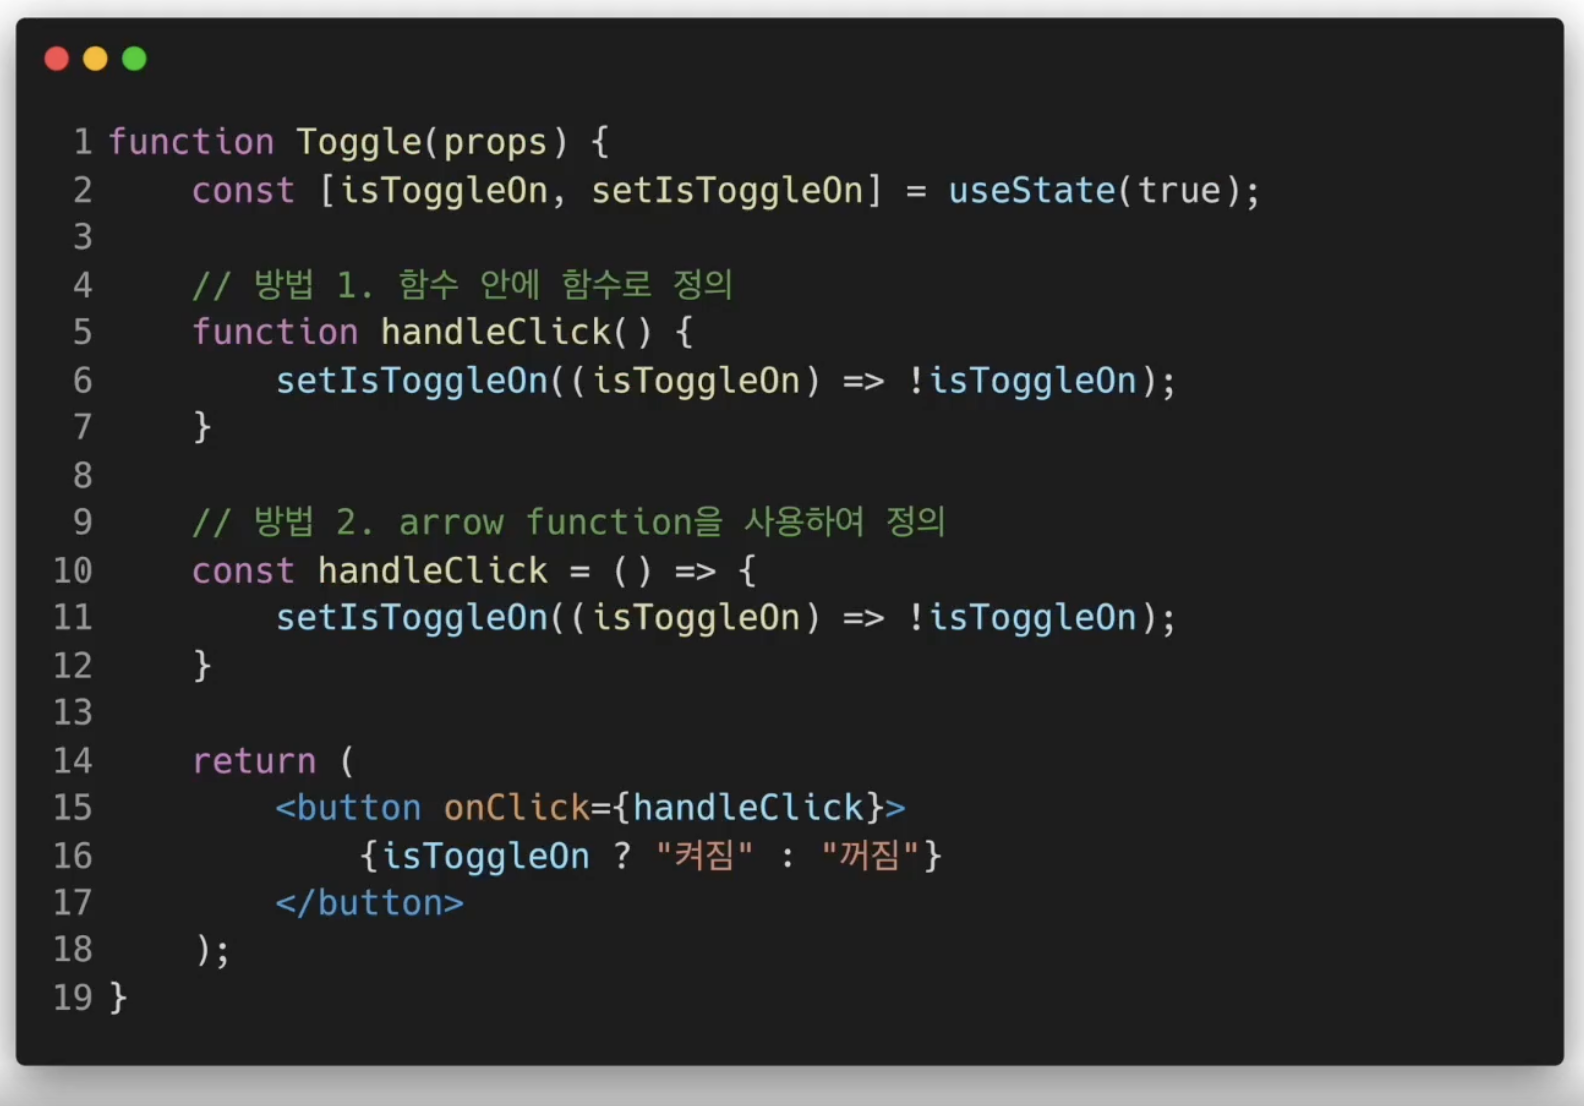 1 function Toggle(props) {
2     const [isToggleOn, setIsToggleOn] = useState(true);
3
4     // 방법 1. 함수 안에 함수로 정의
5     function handleClick() {
6         setIsToggleOn((isToggleOn) => !isToggleOn);
7     }
8
9     // 방법 2. arrow function을 사용하여 정의
10     const handleClick = () => {
11         setIsToggleOn((isToggleOn) => !isToggleOn);
12     }
13
14     return (
15         <button onClick={handleClick}>
16             {isToggleOn ? "켜짐" : "꺼짐"}
17         </button>
18     );
19 }